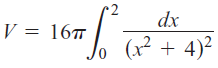 V = 16π ∫₀² dx / (x² + 4)²